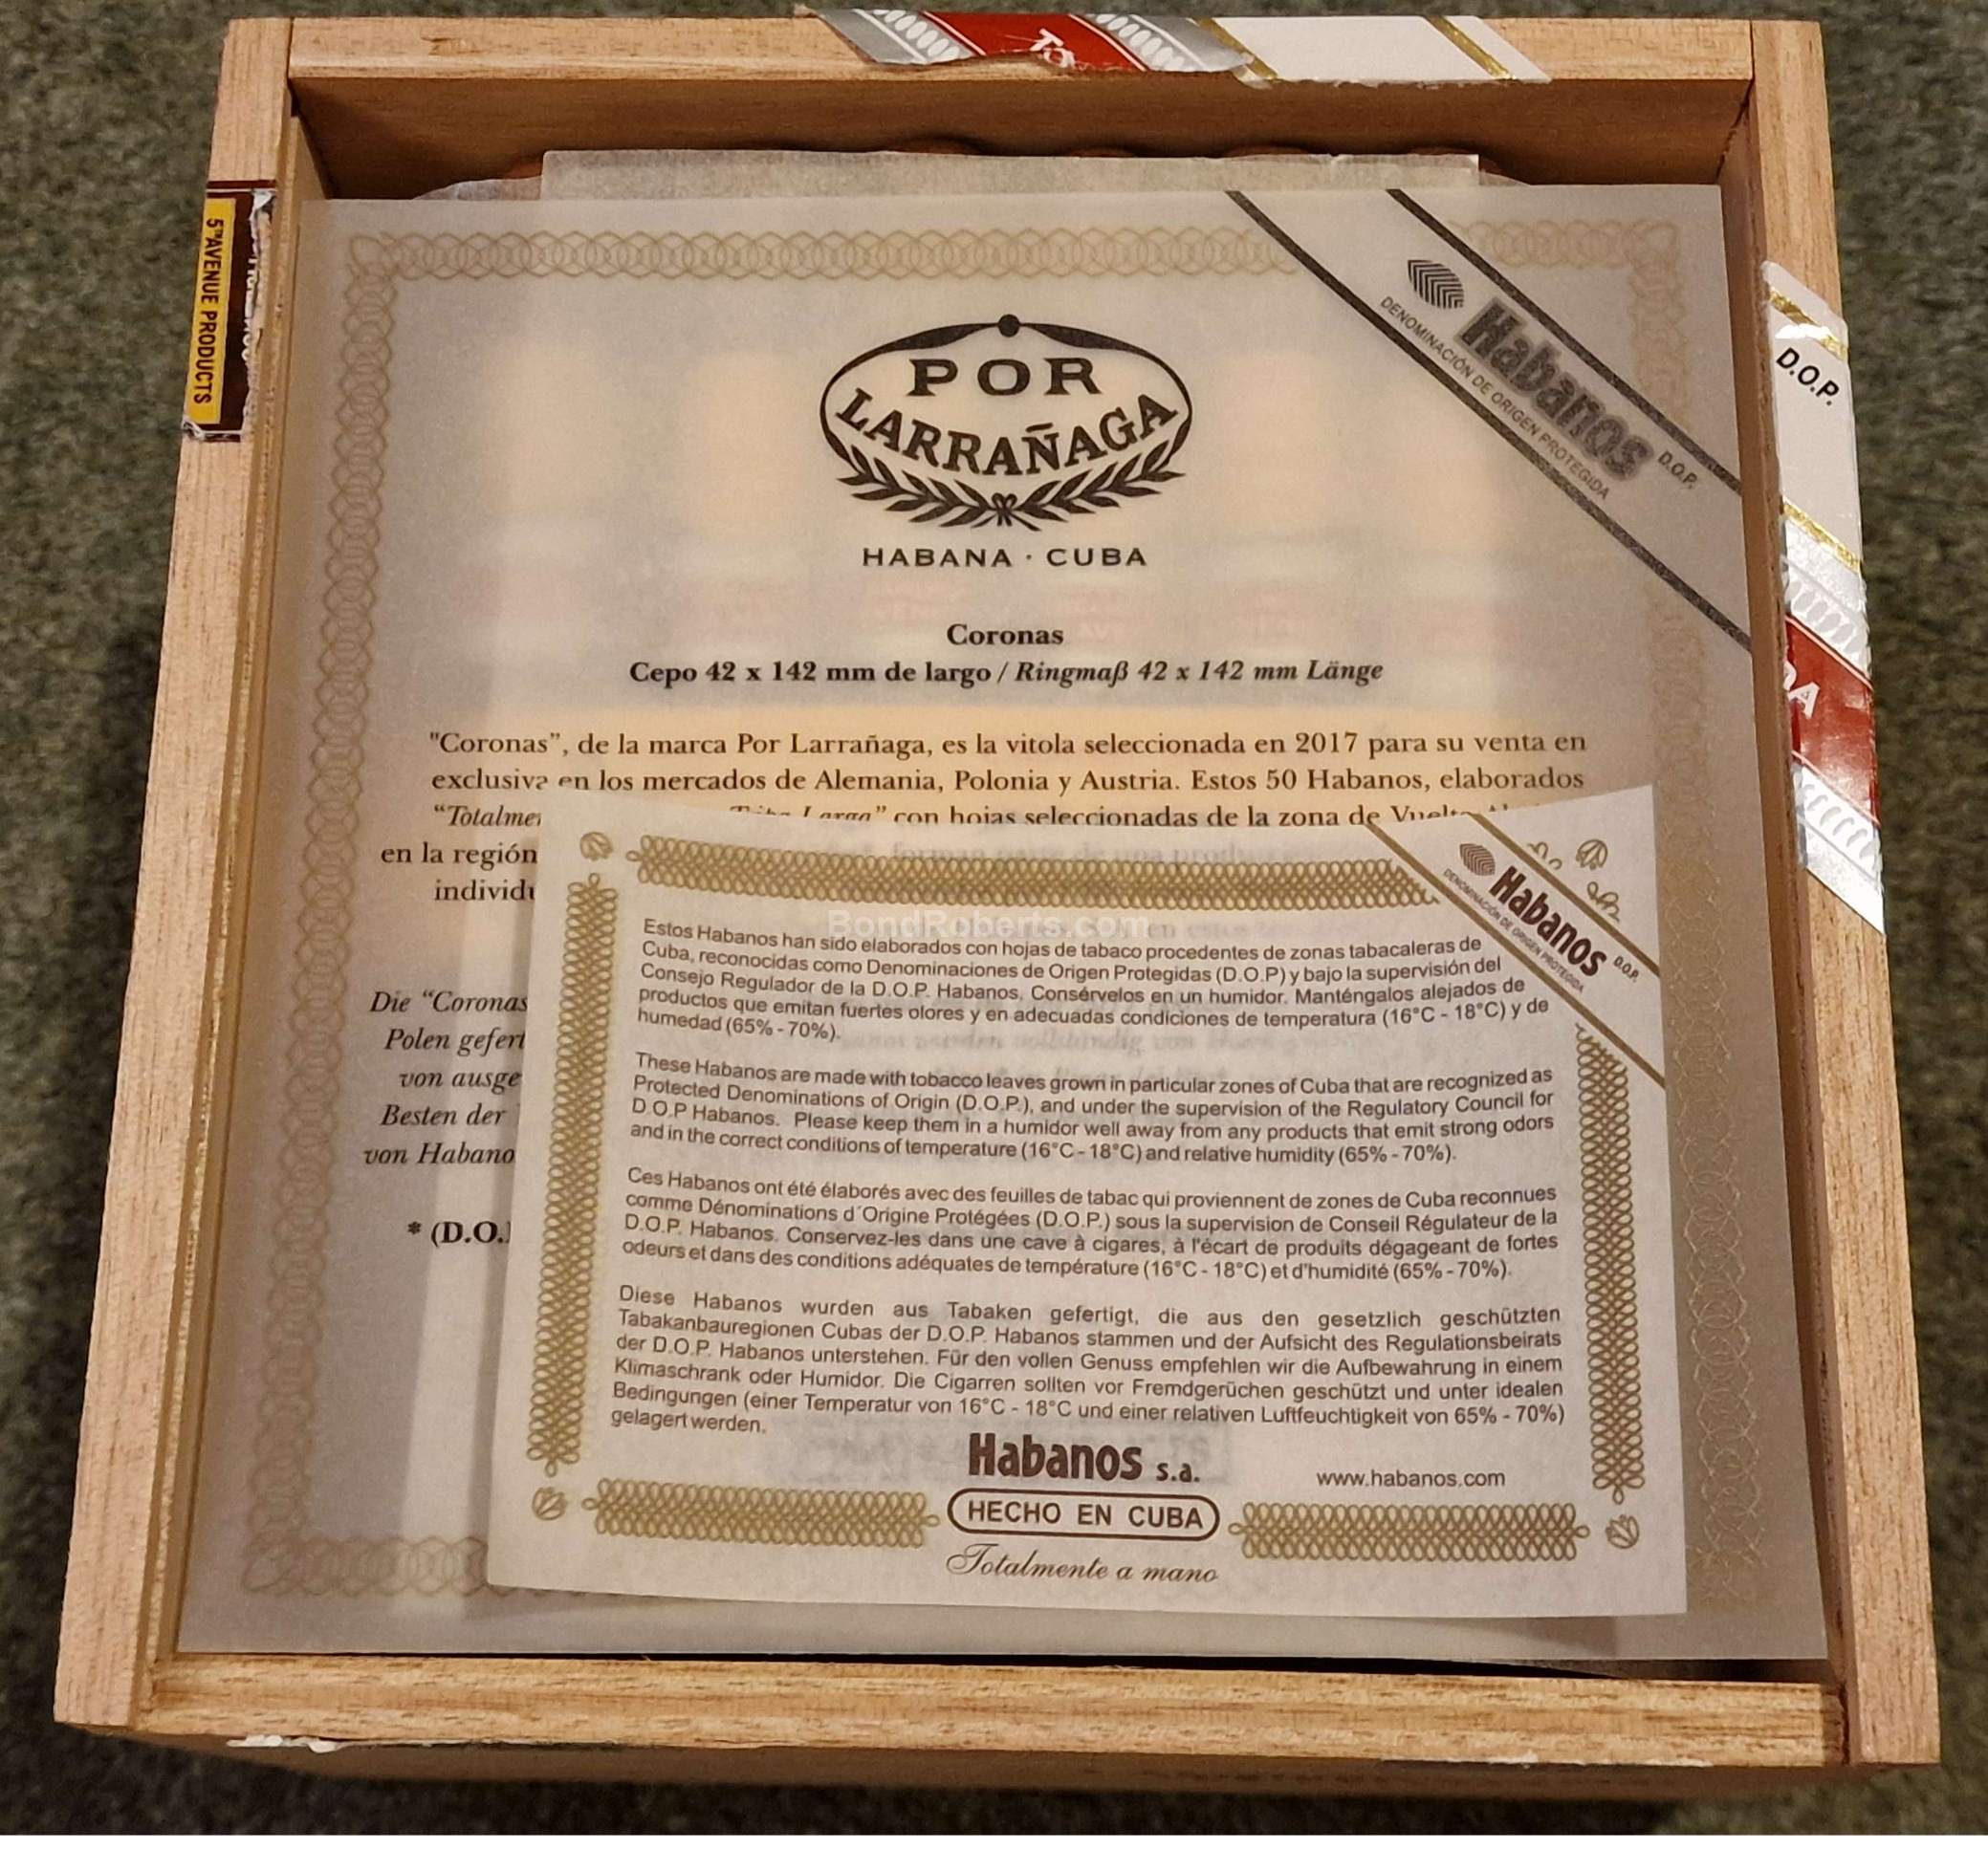 5THAVENUE PRODUCTS
Habanos
DENOMINACIÓN DE ORIGEN PROTEGIDA
D.O.P.
D.O.P.
POR
LARRAÑAGA
HABANA · CUBA
Coronas
Cepo 42 x 142 mm de largo / Ringmaß 42 x 142 mm Länge
"Coronas”, de la marca Por Larrañaga, es la vitola seleccionada en 2017 para su venta en
exclusiva en los mercados de Alemania, Polonia y Austria. Estos 50 Habanos, elaborados
Larga” con hojas seleccionadas de la zona de
en la región
Die “Coronas
Polen
von
Besten der
von
* (D.O.
Habanos
DENOMINACIÓN DE ORIGEN PROTEGIDA
D.O.P.
BondRoberts.com
Estos Habanos han sido elaborados con hojas de tabaco procedentes de zonas tabacaleras de
Cuba, reconocidas como Denominaciones de Origen Protegidas (D.O.P) y bajo la supervisión del
Consejo Regulador de la D.O.P. Habanos. Consérvelos en un humidor. Manténgalos alejados de
productos que emitan fuertes olores y en adecuadas condiciones de temperatura (16°C - 18°C) y de
humedad (65% - 70%).
These Habanos are made with tobacco leaves grown in particular zones of Cuba that are recognized as
Protected Denominations of Origin (D.O.P.), and under the supervision of the Regulatory Council for
D.O.P Habanos. Please keep them in a humidor well away from any products that emit strong odors
and in the correct conditions of temperature (16°C - 18°C) and relative humidity (65% - 70%).
Ces Habanos ont été élaborés avec des feuilles de tabac qui proviennent de zones de Cuba reconnues
comme Dénominations d´Origine Protégées (D.O.P.) sous la supervision de Conseil Régulateur de la
D.O.P. Habanos. Conservez-les dans une cave à cigares, à l'écart de produits dégageant de fortes
odeurs et dans des conditions adéquates de température (16°C - 18°C) et d'humidité (65% - 70%).
Diese Habanos wurden aus Tabaken gefertigt, die aus den gesetzlich geschützten
Tabakanbauregionen Cubas der D.O.P. Habanos stammen und der Aufsicht des Regulationsbeirats
der D.O.P. Habanos unterstehen. Für den vollen Genuss empfehlen wir die Aufbewahrung in einem
Klimaschrank oder Humidor. Die Cigarren sollten vor Fremdgerüchen geschützt und unter idealen
Bedingungen (einer Temperatur von 16°C - 18°C und einer relativen Luftfeuchtigkeit von 65% - 70%)
gelagert werden.
Habanos s.a.
www.habanos.com
HECHO EN CUBA
Totalmente a mano